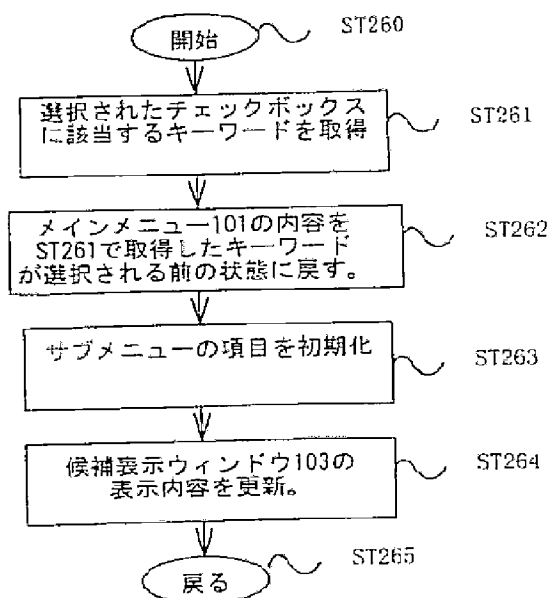 開始
ST260
選択されたチェックボックス
に該当するキーワードを取得
ST261
メインメニュー101の内容を
ST261で取得したキーワード
が選択される前の状態に戻す。
ST262
サブメニューの項目を初期化
ST263
候補表示ウィンドウ103の
表示内容を更新。
ST264
戻る
ST265